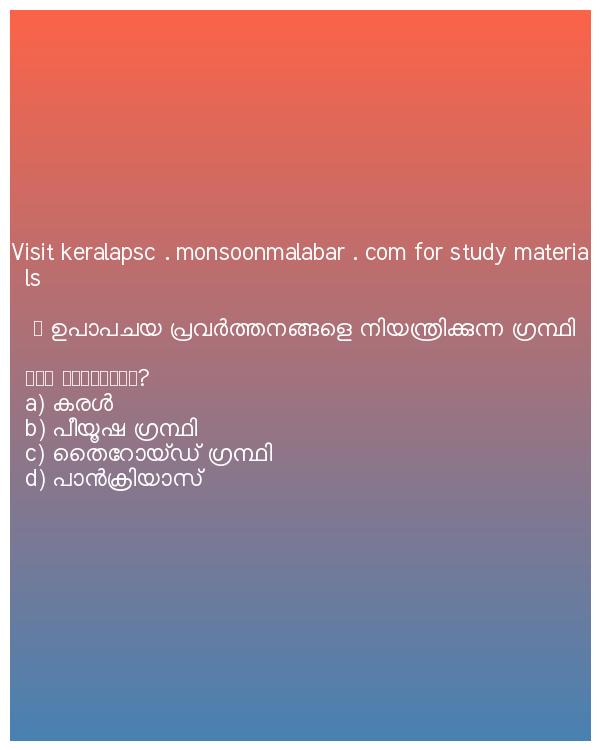 Visit keralapsc . monsoonmalabar . com for study materia
ls
ഉപാപചയ പ്രവർത്തനങ്ങളെ നിയന്ത്രിക്കുന്ന ഗ്രന്ഥി
?
a) കരൾ
b) പീയൂഷ ഗ്രന്ഥി
c) തൈറോയ്ഡ് ഗ്രന്ഥി
d) പാൻക്രിയാസ്